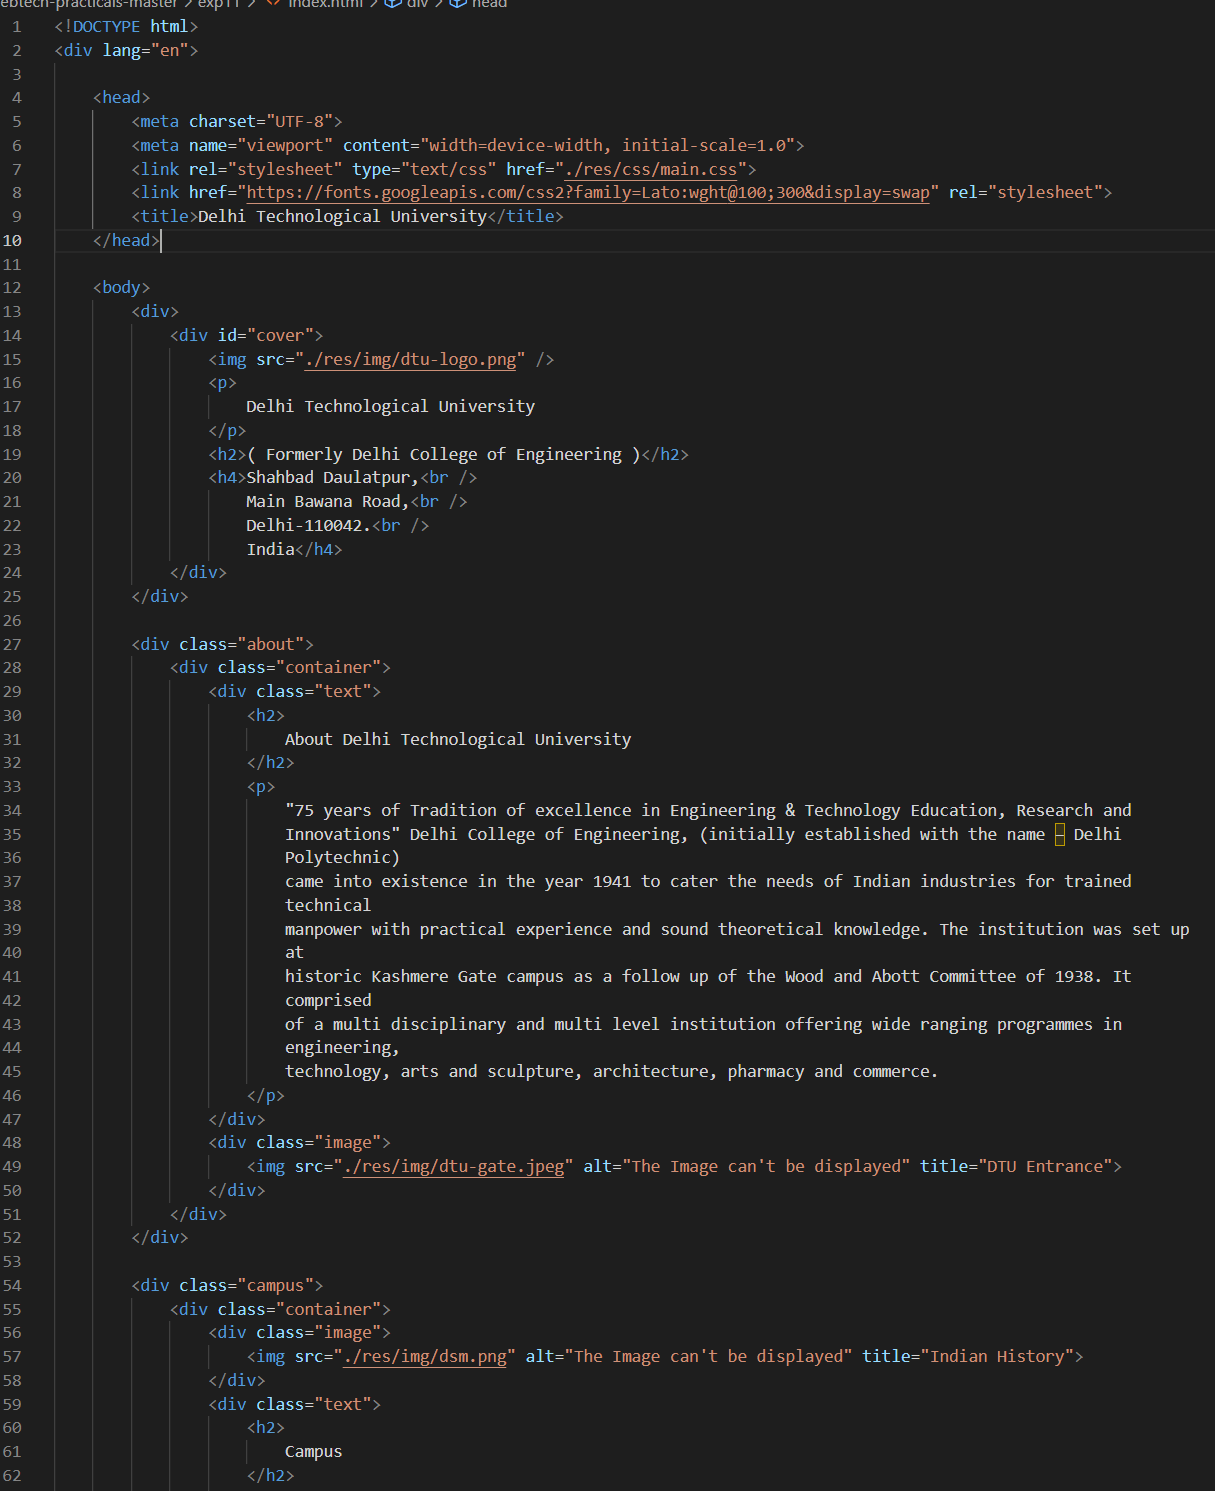 ebtech-practicals-master > exp11 > <> index.html > div > head
1 <!DOCTYPE html>
2 <div lang="en">
3
4 <head>
5 <meta charset="UTF-8">
6 <meta name="viewport" content="width=device-width, initial-scale=1.0">
7 <link rel="stylesheet" type="text/css" href="./res/css/main.css">
8 <link href="https://fonts.googleapis.com/css2?family=Lato:wght@100;300&display=swap" rel="stylesheet">
9 <title>Delhi Technological University</title>
10 </head>
11
12 <body>
13 <div>
14 <div id="cover">
15 <img src="./res/img/dtu-logo.png" />
16 <p>
17 Delhi Technological University
18 </p>
19 <h2>( Formerly Delhi College of Engineering )</h2>
20 <h4>Shahbad Daulatpur,<br />
21 Main Bawana Road,<br />
22 Delhi-110042.<br />
23 India</h4>
24 </div>
25 </div>
26
27 <div class="about">
28 <div class="container">
29 <div class="text">
30 <h2>
31 About Delhi Technological University
32 </h2>
33 <p>
34 "75 years of Tradition of excellence in Engineering & Technology Education, Research and
35 Innovations" Delhi College of Engineering, (initially established with the name – Delhi
36 Polytechnic)
37 came into existence in the year 1941 to cater the needs of Indian industries for trained
38 technical
39 manpower with practical experience and sound theoretical knowledge. The institution was set up
40 at
41 historic Kashmere Gate campus as a follow up of the Wood and Abott Committee of 1938. It
42 comprised
43 of a multi disciplinary and multi level institution offering wide ranging programmes in
44 engineering,
45 technology, arts and sculpture, architecture, pharmacy and commerce.
46 </p>
47 </div>
48 <div class="image">
49 <img src="./res/img/dtu-gate.jpeg" alt="The Image can't be displayed" title="DTU Entrance">
50 </div>
51 </div>
52 </div>
53
54 <div class="campus">
55 <div class="container">
56 <div class="image">
57 <img src="./res/img/dsm.png" alt="The Image can't be displayed" title="Indian History">
58 </div>
59 <div class="text">
60 <h2>
61 Campus
62 </h2>